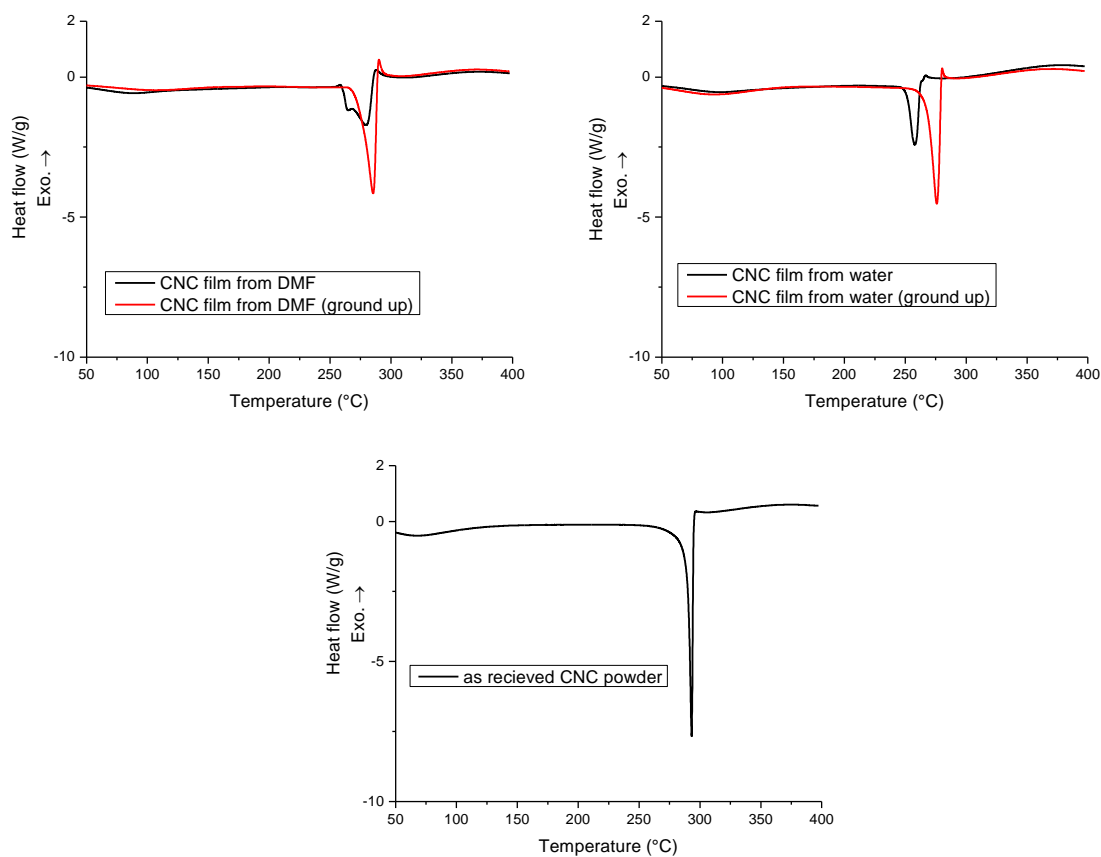 2
0
-5
-10
Heat flow (W/g)
Exo. →
CNC film from DMF
CNC film from DMF (ground up)
50 100 150 200 250 300 350 400
Temperature (°C)
2
0
-5
-10
Heat flow (W/g)
Exo. →
CNC film from water
CNC film from water (ground up)
50 100 150 200 250 300 350 400
Temperature (°C)
2
0
-5
-10
Heat flow (W/g)
Exo. →
as recieved CNC powder
50 100 150 200 250 300 350 400
Temperature (°C)